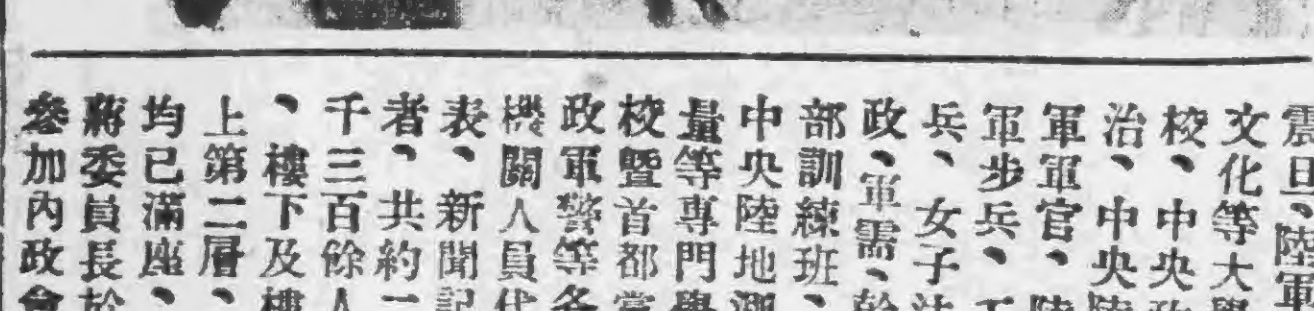 震旦、陸軍
文化等大學
校、中央政
治、中央陸
軍軍官、陸
軍步兵、工
兵、女子法
政、軍需、幹
部訓練班、
中央陸地測
量等專門學
校暨首都黨
政軍警等各
機關人員代
表、新聞記
者、共約一
千三百餘人
、樓下及樓
上第二層、
均已滿座、
蔣委員長於
參加內政會